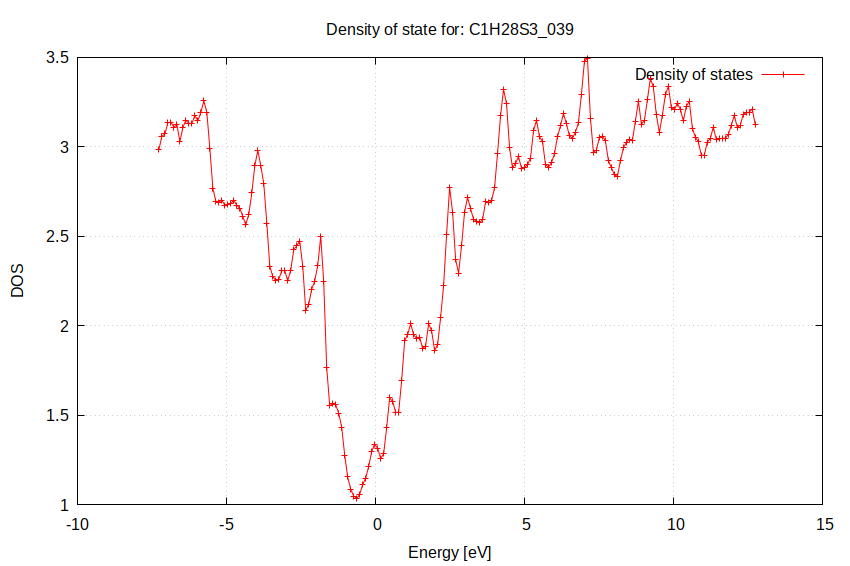 Density of state for: C1H28S3_039
Density of states
3.5
3
2.5
2
1.5
1
DOS
-10 -5 0 5 10 15
Energy [eV]